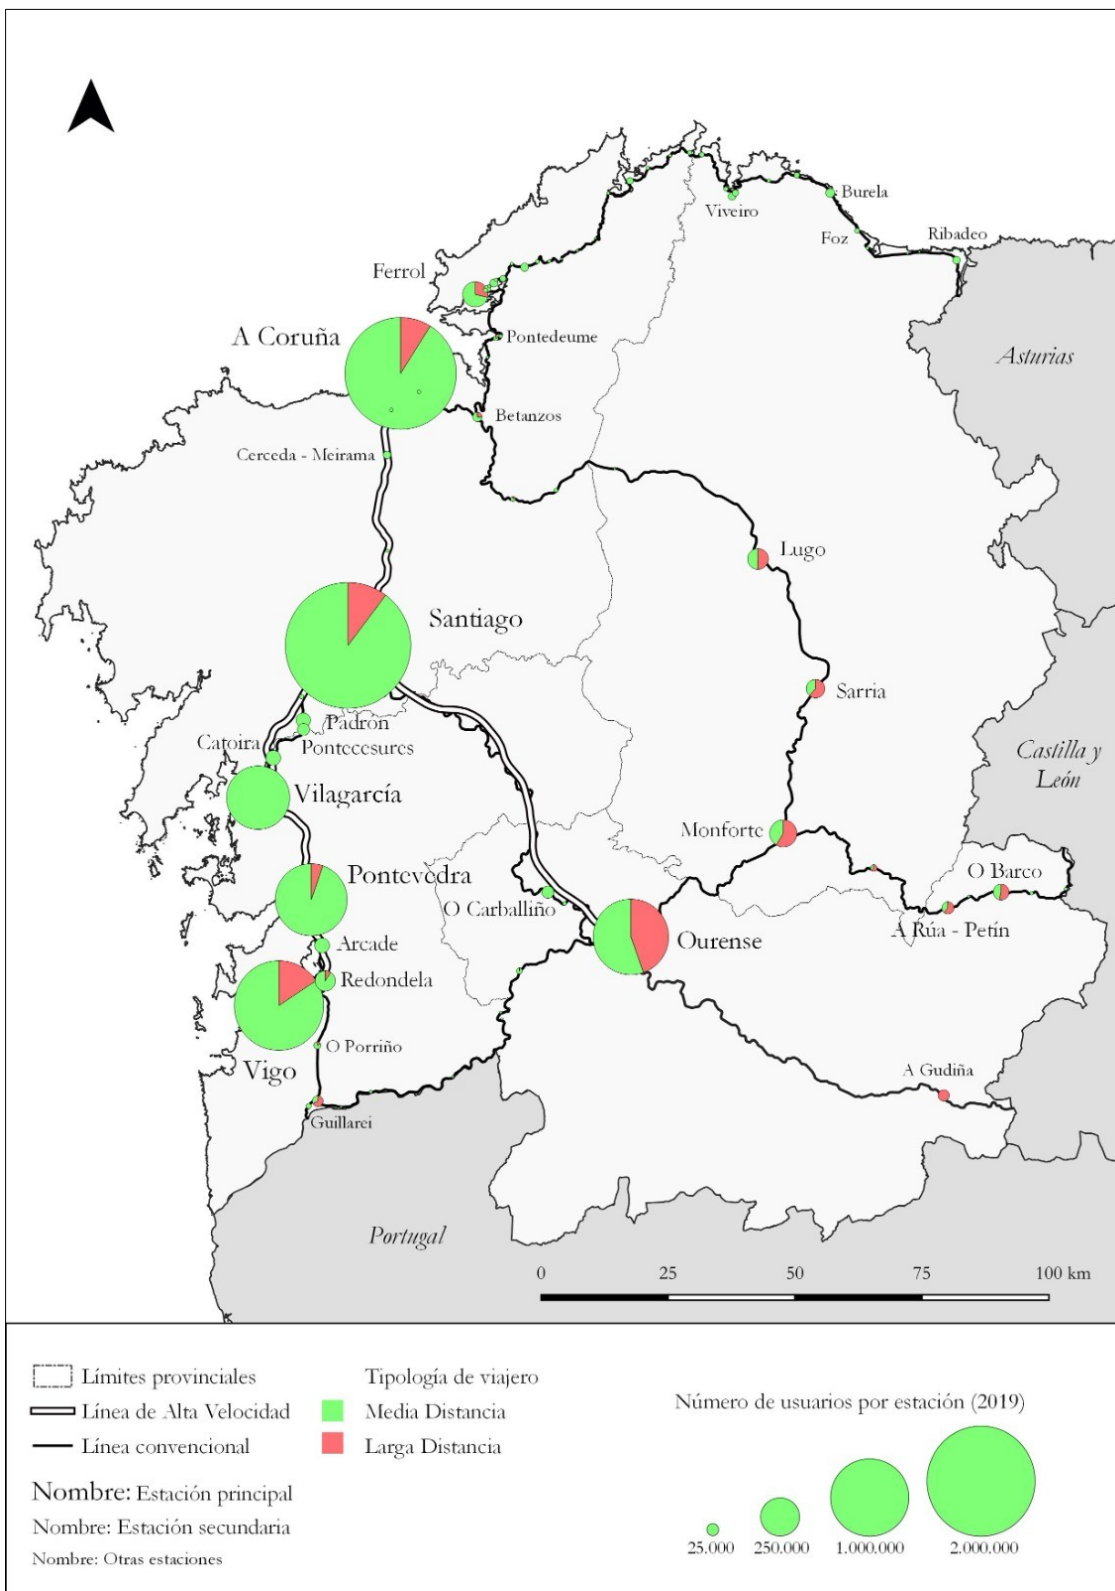 Burela
Viveiro
Foz
Ribadeo
Ferrol
A Coruña
Pontedeume
Asturias
Betanzos
Cerceda - Meirama
Lugo
Santiago
Sarria
Padrón
Catoira
Pontecesures
Castilla y
León
Vilagarcía
Monforte
Pontevedra
O Barco
O Carballiño
A Rúa - Petín
Arcade
Ourense
Redondela
O Porriño
Vigo
A Gudiña
Guillarei
Portugal
0 25 50 75 100 km
Límites provinciales
Línea de Alta Velocidad
Línea convencional
Nombre: Estación principal
Nombre: Estación secundaria
Nombre: Otras estaciones
Tipología de viajero
Media Distancia
Larga Distancia
Número de usuarios por estación (2019)
25.000 250.000 1.000.000 2.000.000